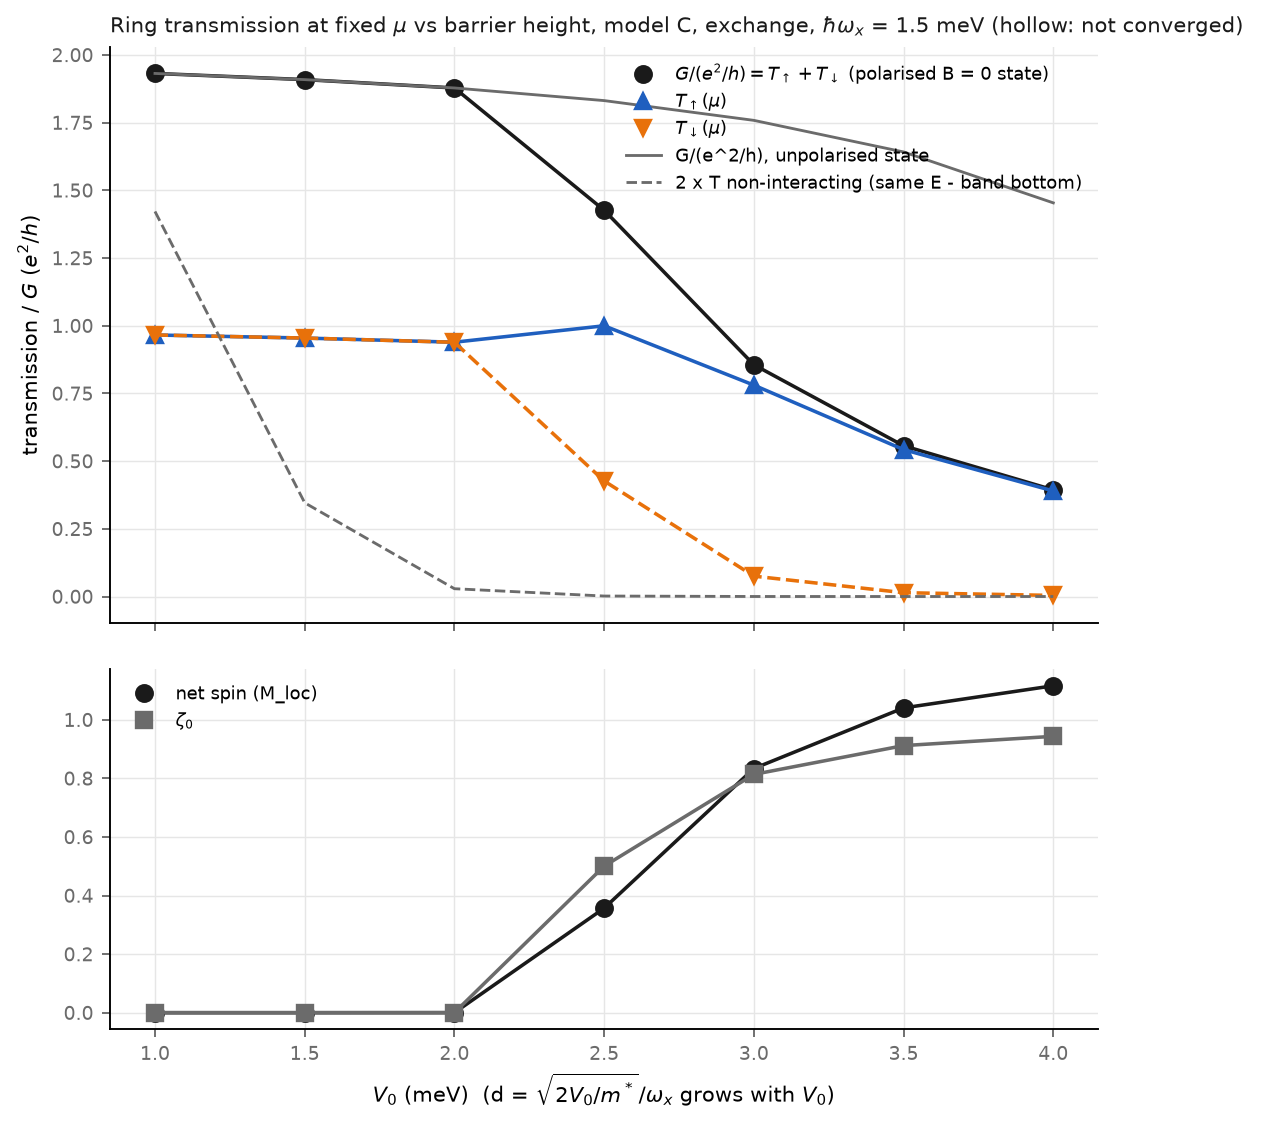 Ring transmission at fixed μ vs barrier height, model C, exchange, ℏωₓ = 1.5 meV (hollow: not converged)
2.00
1.75
1.50
1.25
1.00
0.75
0.50
0.25
0.00
transmission / G (e²/h)
G/(e²/h) = T↑ + T↓ (polarised B = 0 state)
T↑(μ)
T↓(μ)
G/(e^2/h), unpolarised state
2 x T non-interacting (same E - band bottom)
net spin (M_loc)
ζ₀
1.0
0.8
0.6
0.4
0.2
0.0
1.0 1.5 2.0 2.5 3.0 3.5 4.0
V₀ (meV) (d = √2V₀/m*/ωₓ grows with V₀)